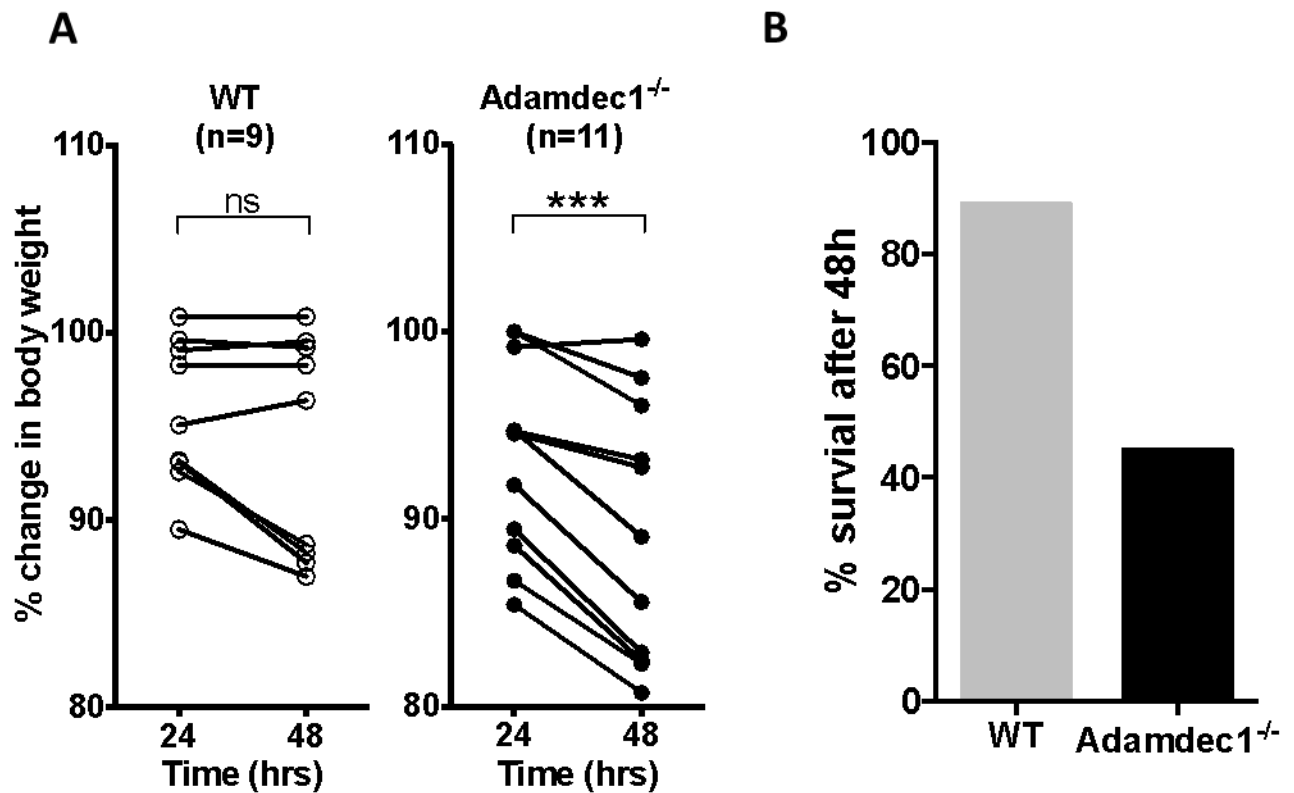 A
B
WT
(n=9)
Adamdec1-/-
(n=11)
% change in body weight
110
100
90
80
ns
24
48
Time (hrs)
110
100
90
80
***
24
48
Time (hrs)
% survial after 48h
100
80
60
40
20
0
WT
Adamdec1-/-